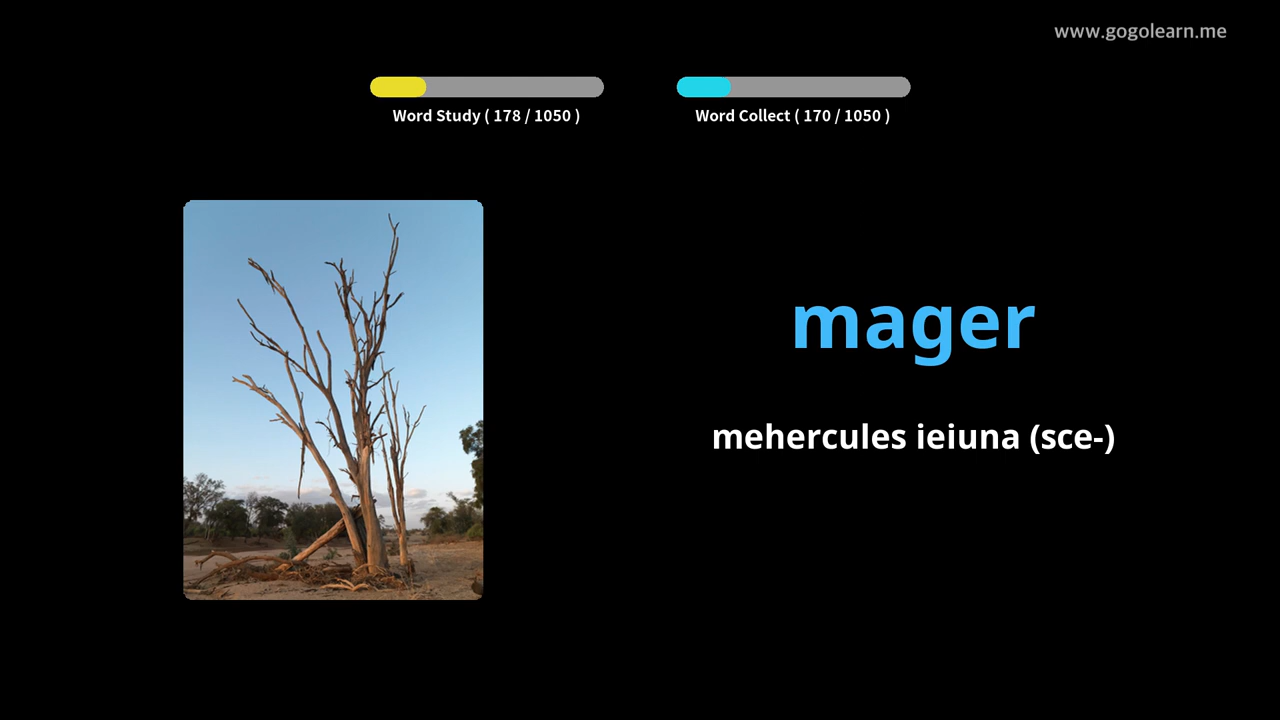 www.gogolearn.me
Word Study ( 178 / 1050 )
Word Collect ( 170 / 1050 )
mager
mehercules ieiuna (sce-)